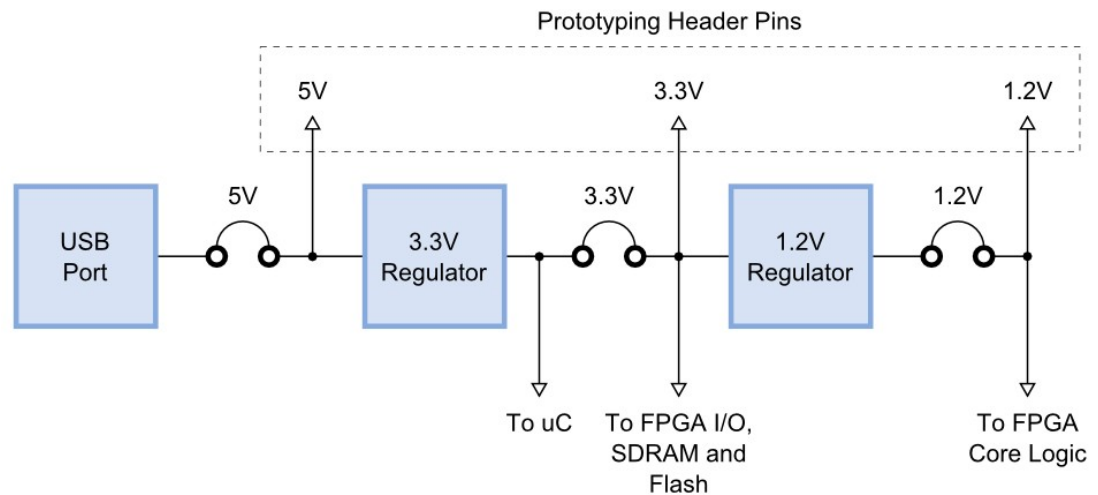 Prototyping Header Pins
5V
3.3V
1.2V
5V
3.3V
1.2V
USB
Port
3.3V
Regulator
1.2V
Regulator
To uC
To FPGA I/O,
SDRAM and
Flash
To FPGA
Core Logic